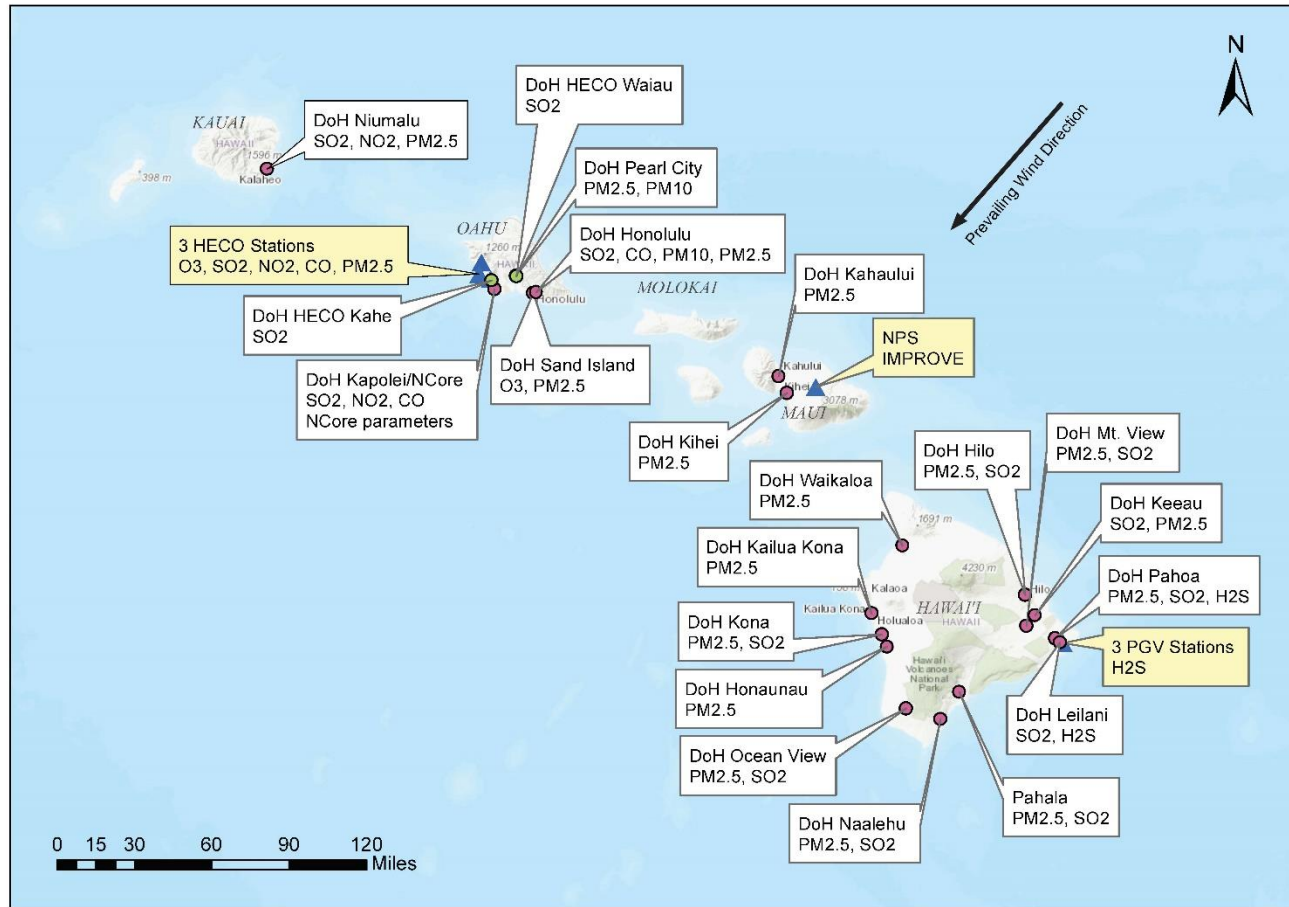 N
Prevailing Wind Direction
DoH HECO Waiau
SO2
KAUAI
HAWAII
1596 m
Kalaheo
398 m
DoH Niumalu
SO2, NO2, PM2.5
DoH Pearl City
PM2.5, PM10
OAHU
1260 m
HAWAII
Honolulu
3 HECO Stations
O3, SO2, NO2, CO, PM2.5
DoH Honolulu
SO2, CO, PM10, PM2.5
MOLOKAI
DoH HECO Kahe
SO2
DoH Kapolei/NCore
SO2, NO2, CO
NCore parameters
DoH Sand Island
O3, PM2.5
DoH Kahaului
PM2.5
NPS
IMPROVE
Kahului
Kihei
3078 m
MAUI
DoH Kihei
PM2.5
DoH Waikaloa
PM2.5
DoH Hilo
PM2.5, SO2
DoH Mt. View
PM2.5, SO2
DoH Keeau
SO2, PM2.5
DoH Kailua Kona
PM2.5
1691 m
4230 m
Kalaoa
Kailua Kona
Holualoa
HAWAI'I
HAWAII
Hilo
Hawai'i
Volcanoes
National
Park
DoH Pahoa
PM2.5, SO2, H2S
DoH Kona
PM2.5, SO2
3 PGV Stations
H2S
DoH Honaunau
PM2.5
DoH Leilani
SO2, H2S
DoH Ocean View
PM2.5, SO2
Pahala
PM2.5, SO2
DoH Naalehu
PM2.5, SO2
0 15 30 60 90 120
Miles